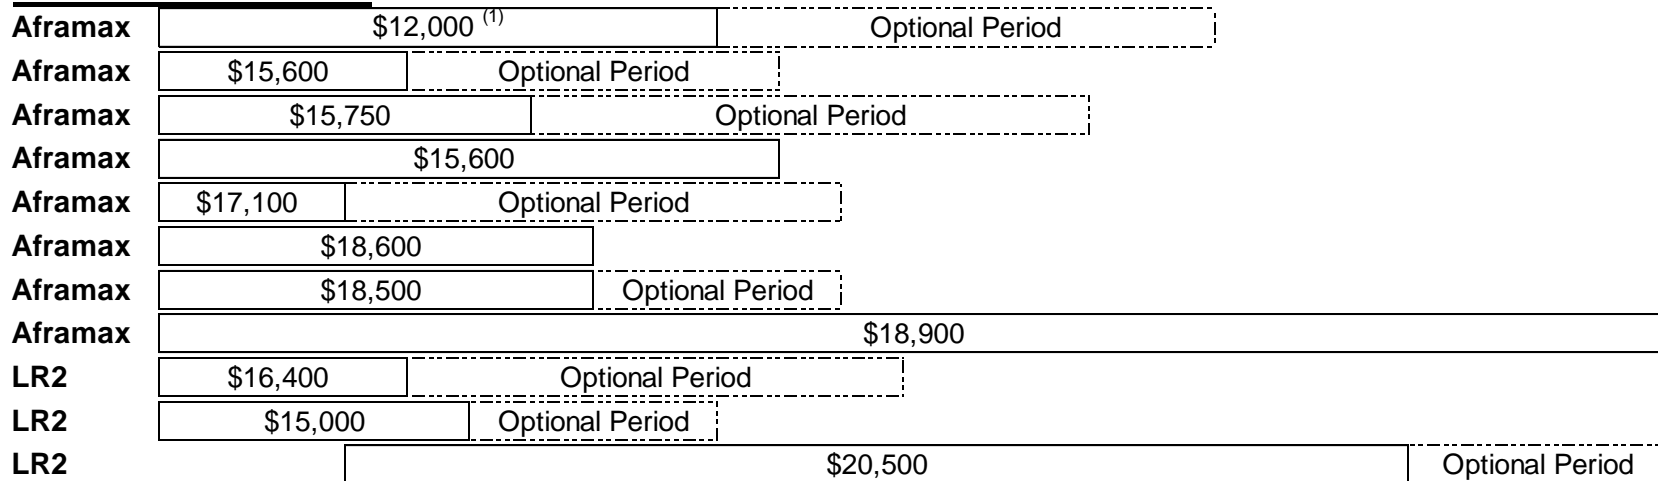 Aframax $12,000 (1) Optional Period
Aframax $15,600 Optional Period
Aframax $15,750 Optional Period
Aframax $15,600
Aframax $17,100 Optional Period
Aframax $18,600
Aframax $18,500 Optional Period
Aframax $18,900
LR2 $16,400 Optional Period
LR2 $15,000 Optional Period
LR2 $20,500 Optional Period